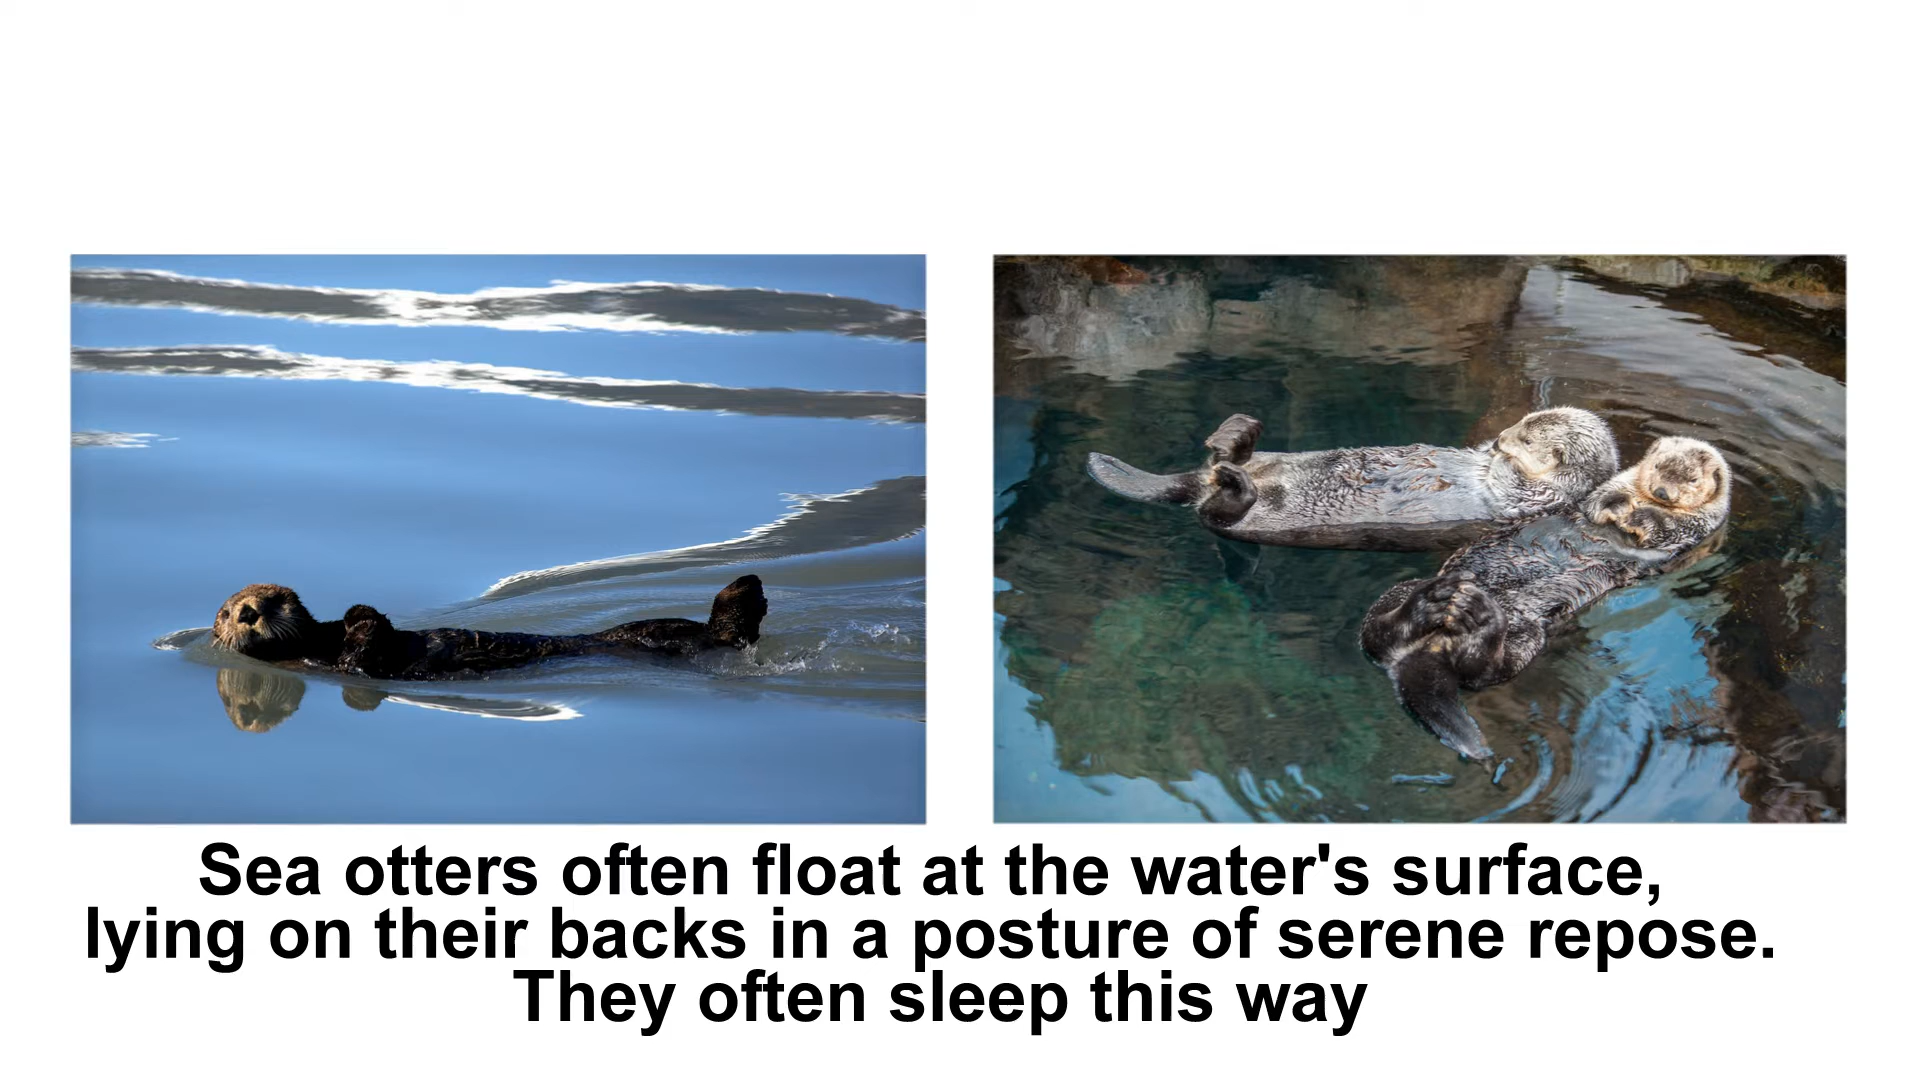 Sea otters often float at the water's surface,
lying on their backs in a posture of serene repose.
They often sleep this way